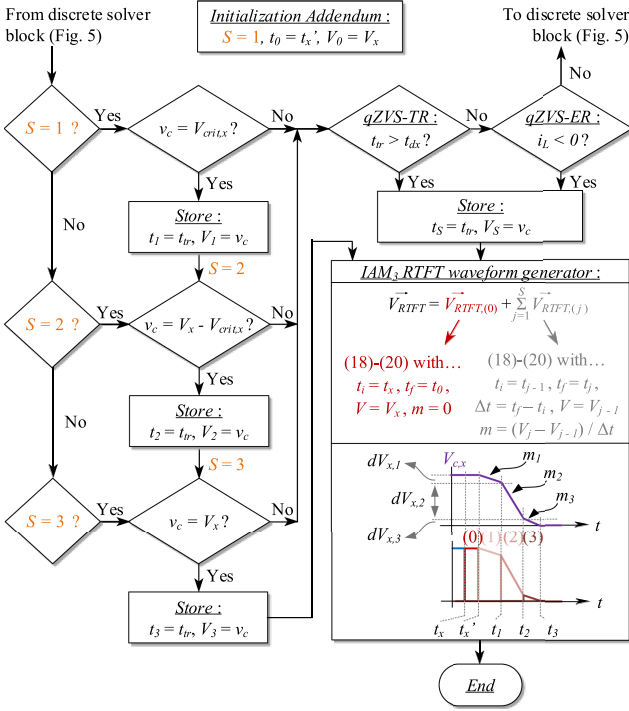 From discrete solver
block (Fig. 5)
Initialization Addendum :
S = 1, t0 = tx', V0 = Vx
To discrete solver
block (Fig. 5)
S = 1 ?
Yes
vc = Vcrit,x ?
No
qZVS-TR :
ttr > tdx ?
No
qZVS-ER :
iL < 0 ?
No
Yes
Yes
Yes
No
Store :
t1 = ttr, V1 = vc
S = 2
Store :
tS = ttr, VS = vc
S = 2 ?
Yes
vc = Vx - Vcrit,x ?
No
Yes
No
Store :
t2 = ttr, V2 = vc
S = 3
S = 3 ?
Yes
vc = Vx ?
No
Yes
Store :
t3 = ttr, V3 = vc
IAM3 RTFT waveform generator :
VRTFT = VRTFT,(0) + S Σ j=1 VRTFT,(j)
(18)-(20) with…
ti = tx , tf = t0,
V = Vx, m = 0
(18)-(20) with…
ti = tj-1 , tf = tj,
Δt = tf – ti , V = Vj-1
m = (Vj – Vj-1) / Δt
Vc,x
m1
m2
m3
dVx,1
dVx,2
dVx,3
t
(0)(1)(2)(3)
t
tx tx' t1 t2 t3
End